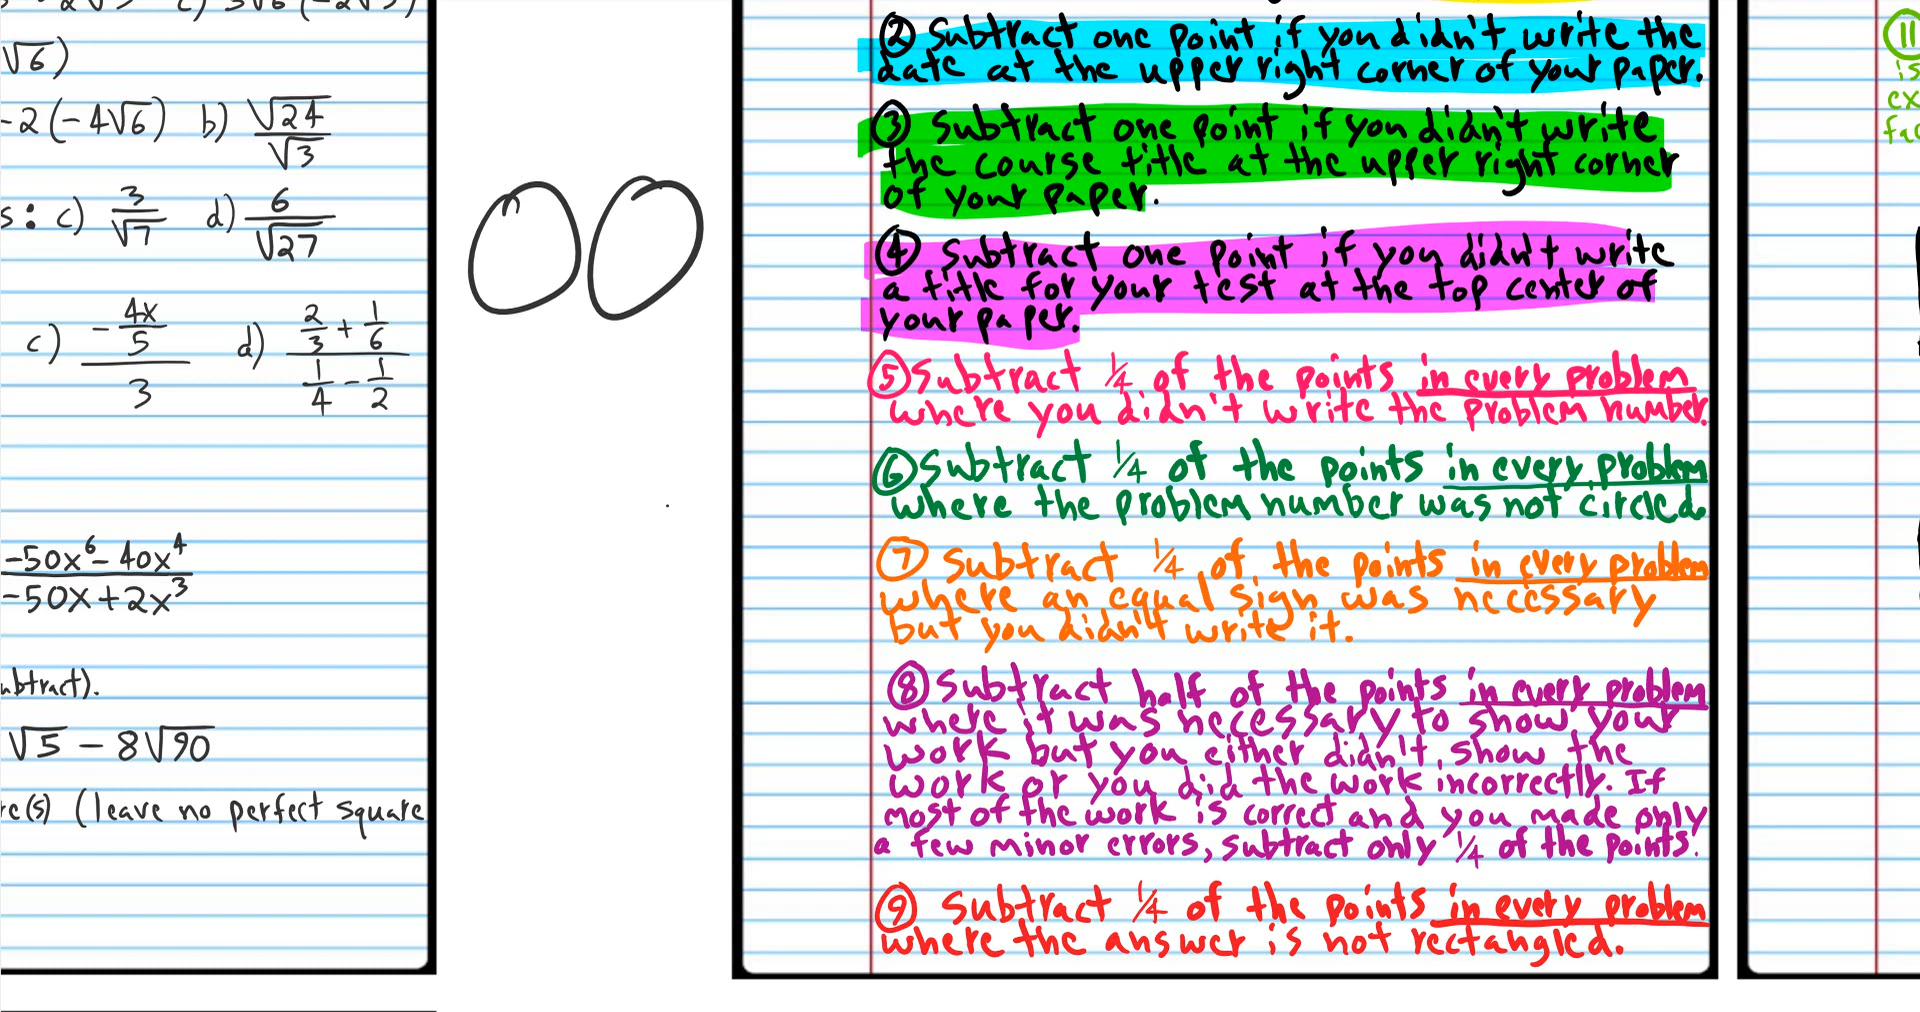 √6)
-2(-4√6) b) √24/√3
s: c) 3/√7 d) 6/√27
c) (-4x/5)/3 d) (2/3 + 1/6)/(1/4 - 1/2)
-50x⁶ - 40x⁴
-50x + 2x³
ubtract).
√5 - 8√90
re(s) (leave no perfect square
② Subtract one point if you didn't write the
date at the upper right corner of your paper.
③ Subtract one point if you didn't write
the course title at the upper right corner
of your paper.
④ Subtract one point if you didn't write
a title for your test at the top center of
your paper.
⑤ Subtract 1/4 of the points in every problem
where you didn't write the problem number.
⑥ Subtract 1/4 of the points in every problem
where the problem number was not circled.
⑦ Subtract 1/4 of the points in every problem
where an equal sign was necessary
but you didn't write it.
⑧ Subtract half of the points in every problem
where it was necessary to show your
work but you either didn't show the
work or you did the work incorrectly. If
most of the work is correct and you made only
a few minor errors, subtract only 1/4 of the points.
⑨ Subtract 1/4 of the points in every problem
where the answer is not rectangled.
⑪
is
ex
fac